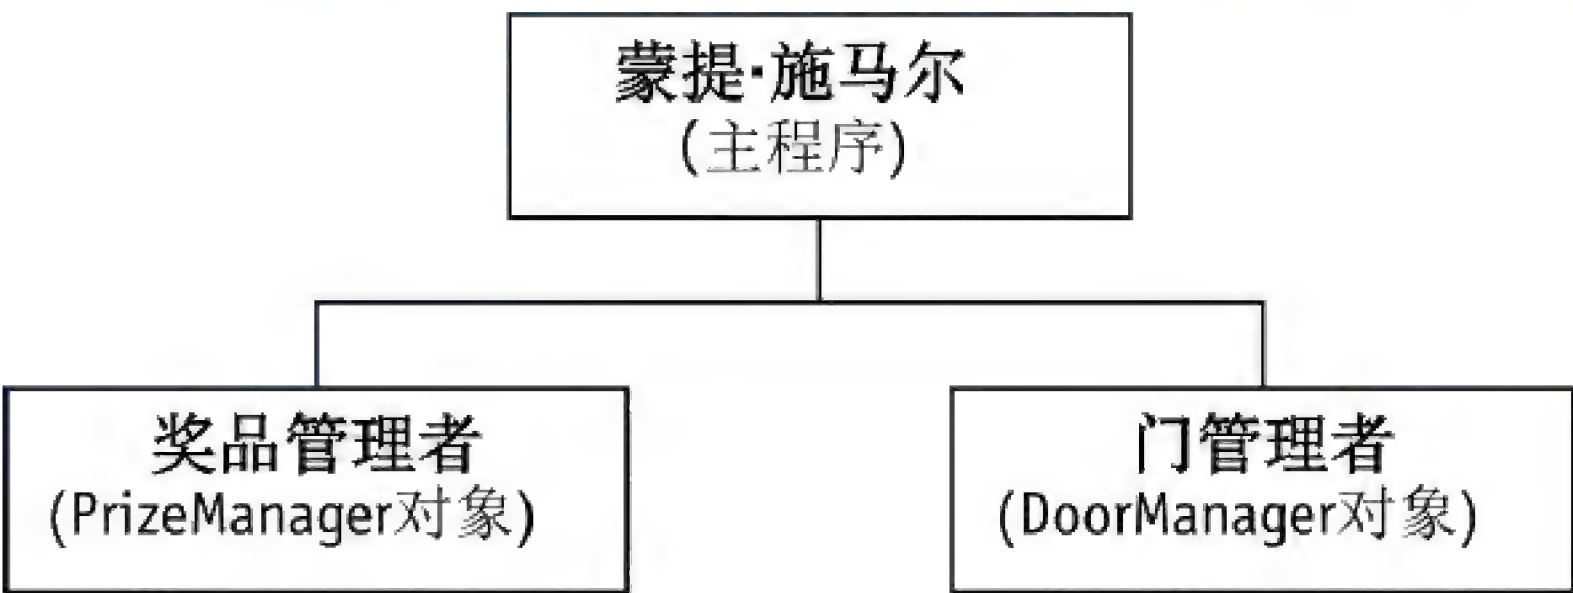 蒙提·施马尔
(主程序)
奖品管理者
(PrizeManager对象)
门管理者
(DoorManager对象)